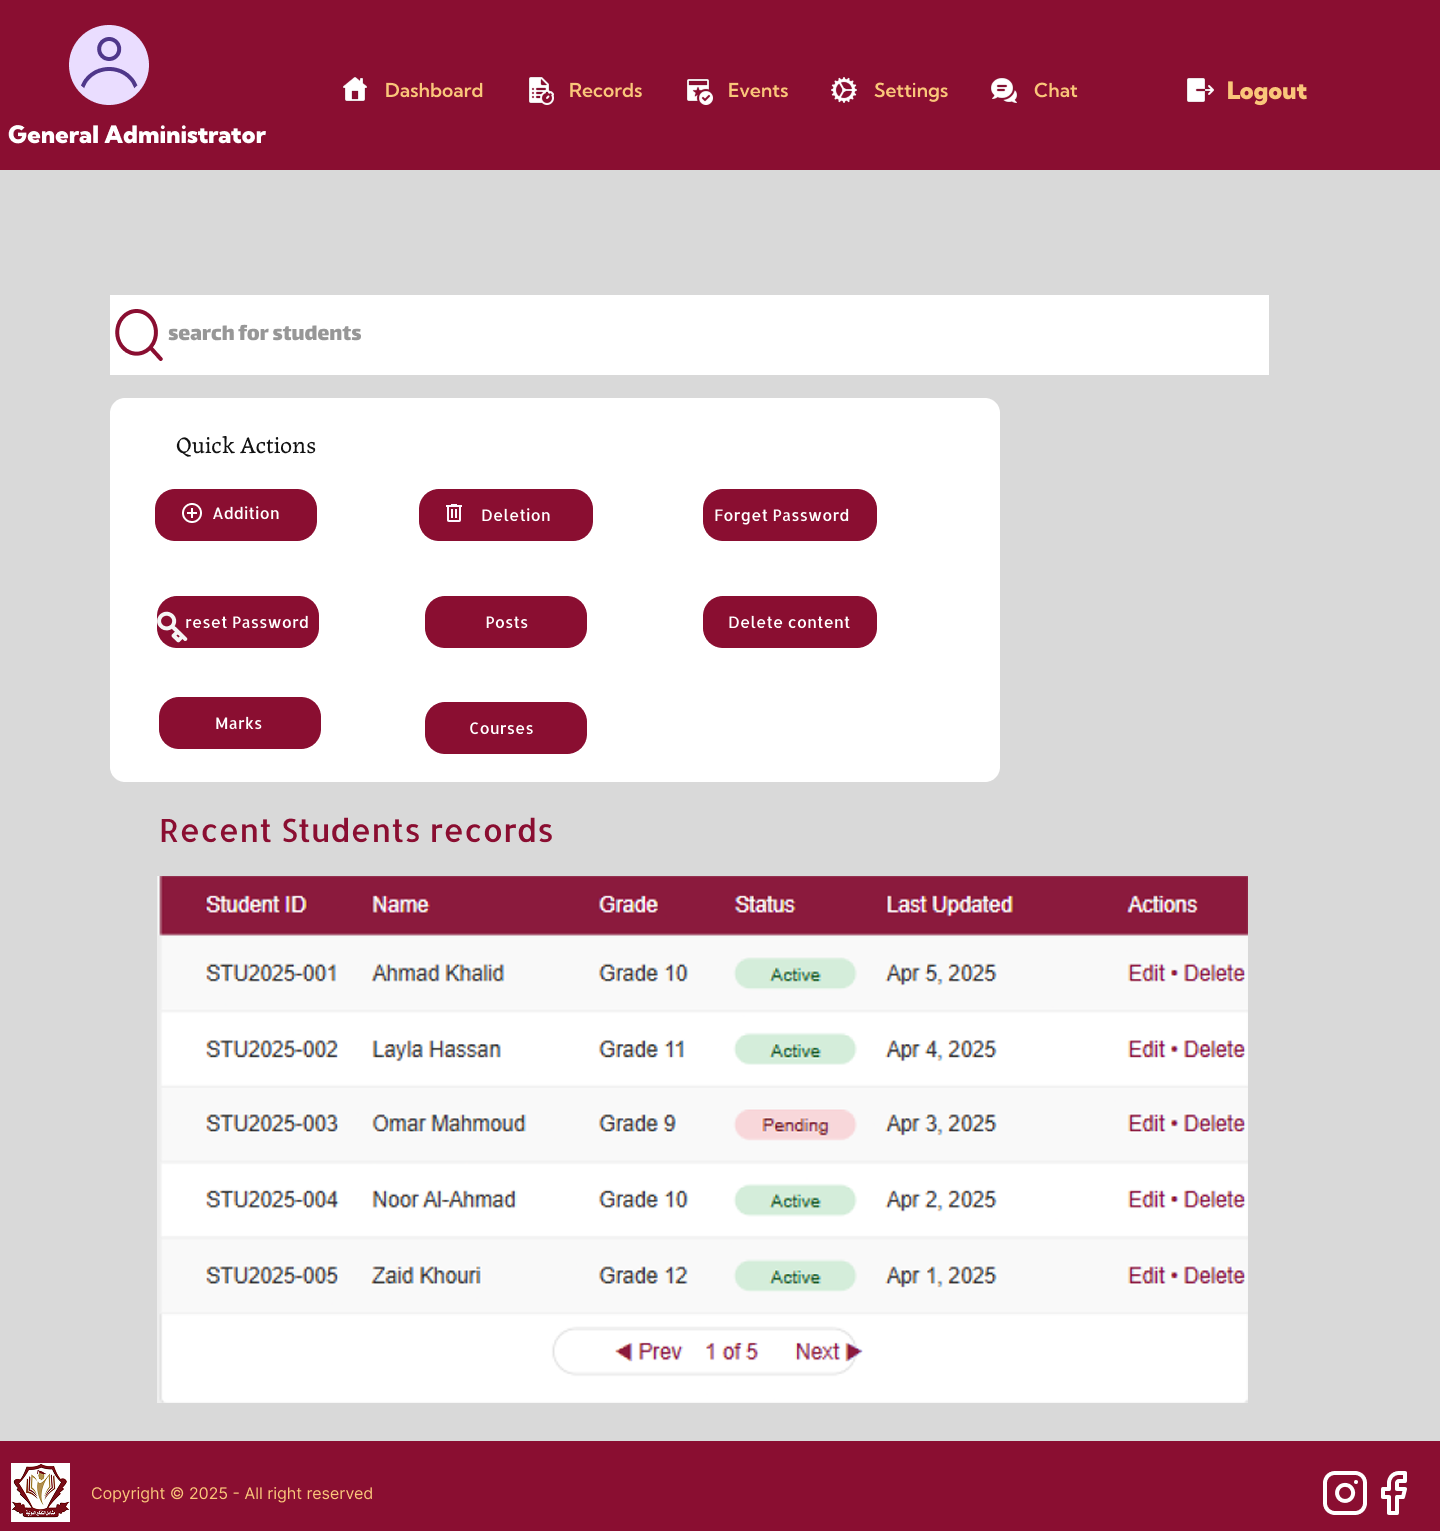 General Administrator
Dashboard
Records
Events
Settings
Chat
Logout
search for students
Quick Actions
Addition
Deletion
Forget Password
reset Password
Posts
Delete content
Marks
Courses
Recent Students records
Student ID Name Grade Status Last Updated Actions
STU2025-001 Ahmad Khalid Grade 10 Active Apr 5, 2025 Edit • Delete
STU2025-002 Layla Hassan Grade 11 Active Apr 4, 2025 Edit • Delete
STU2025-003 Omar Mahmoud Grade 9 Pending Apr 3, 2025 Edit • Delete
STU2025-004 Noor Al-Ahmad Grade 10 Active Apr 2, 2025 Edit • Delete
STU2025-005 Zaid Khouri Grade 12 Active Apr 1, 2025 Edit • Delete
◀ Prev 1 of 5 Next ▶
Copyright © 2025 - All right reserved